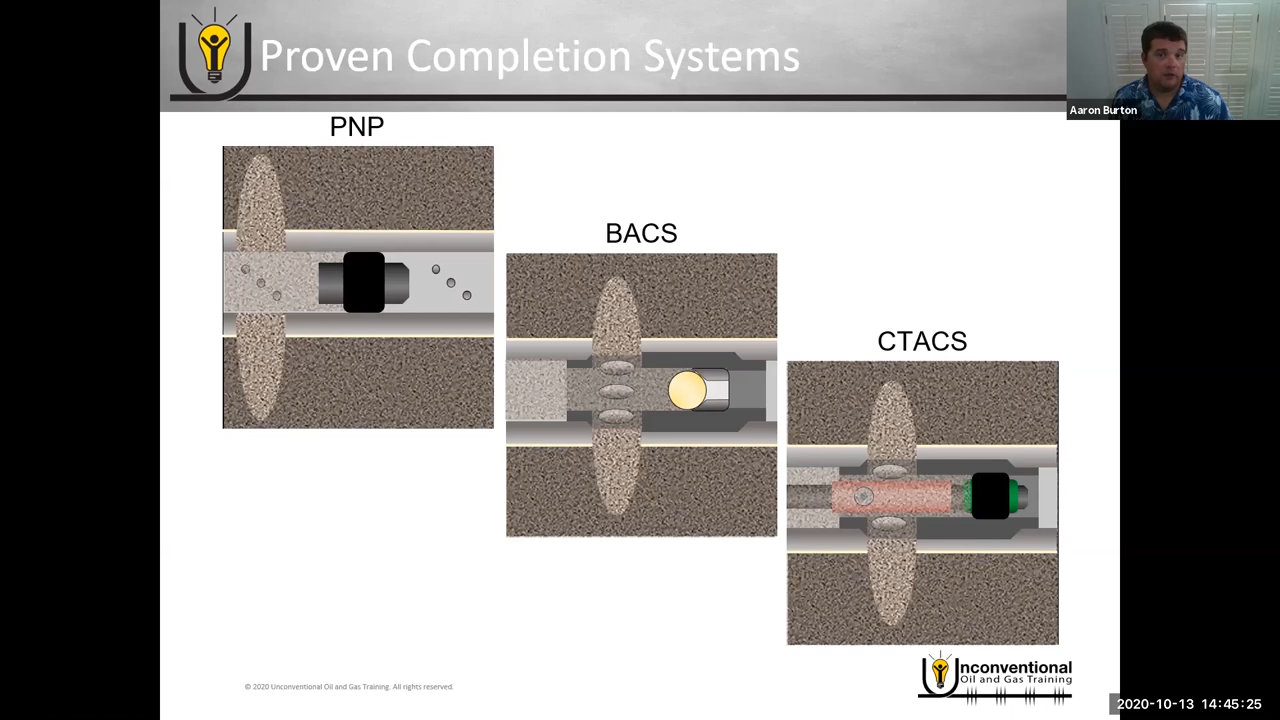 Proven Completion Systems
Aaron Burton
PNP
BACS
CTACS
© 2020 Unconventional Oil and Gas Training. All rights reserved.
Unconventional
Oil and Gas Training
2020-10-13 14:45:25